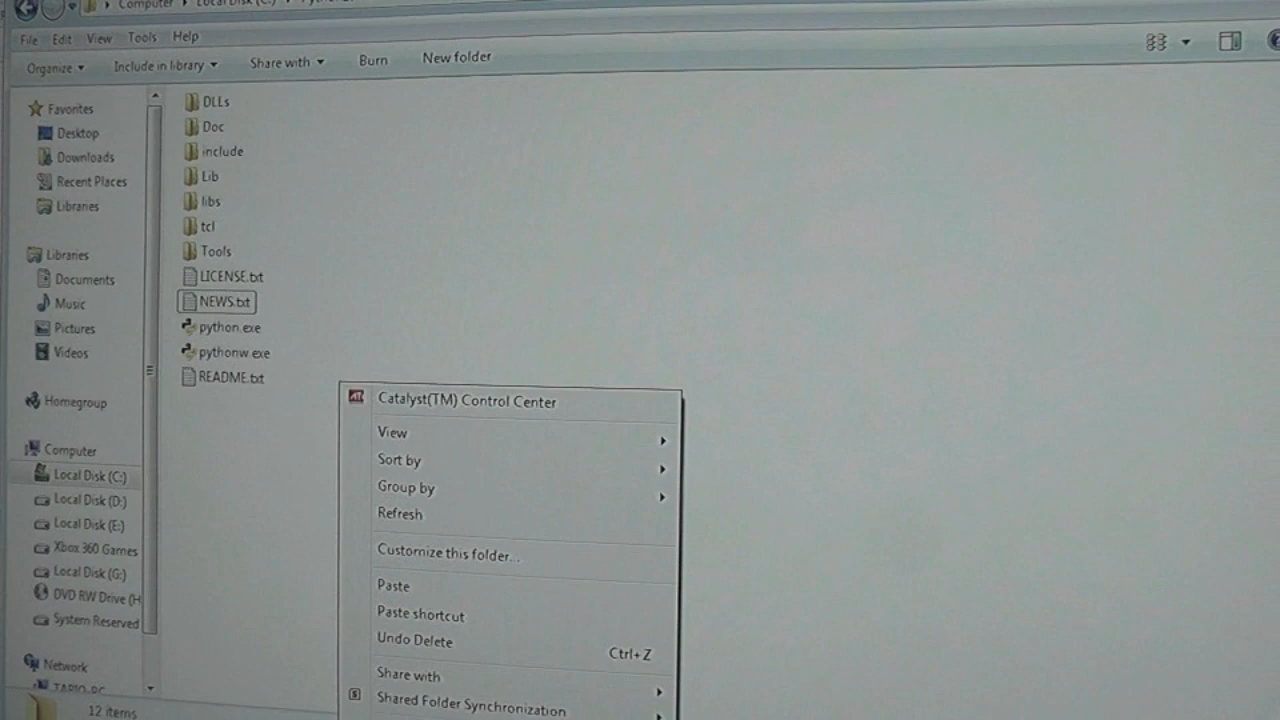 Computer
File Edit View Tools Help
Organize Include in library Share with Burn New folder
Favorites
Desktop
Downloads
Recent Places
Libraries
Libraries
Documents
Music
Pictures
Videos
Homegroup
Computer
Local Disk (C:)
Local Disk (D:)
Local Disk (E:)
Xbox 360 Games
Local Disk (G:)
DVD RW Drive (H
System Reserved
Network
DLLs
Doc
include
Lib
libs
tcl
Tools
LICENSE.txt
NEWS.txt
python.exe
pythonw.exe
README.txt
Catalyst(TM) Control Center
View
Sort by
Group by
Refresh
Customize this folder...
Paste
Paste shortcut
Undo Delete Ctrl+Z
Share with
Shared Folder Synchronization
12 items